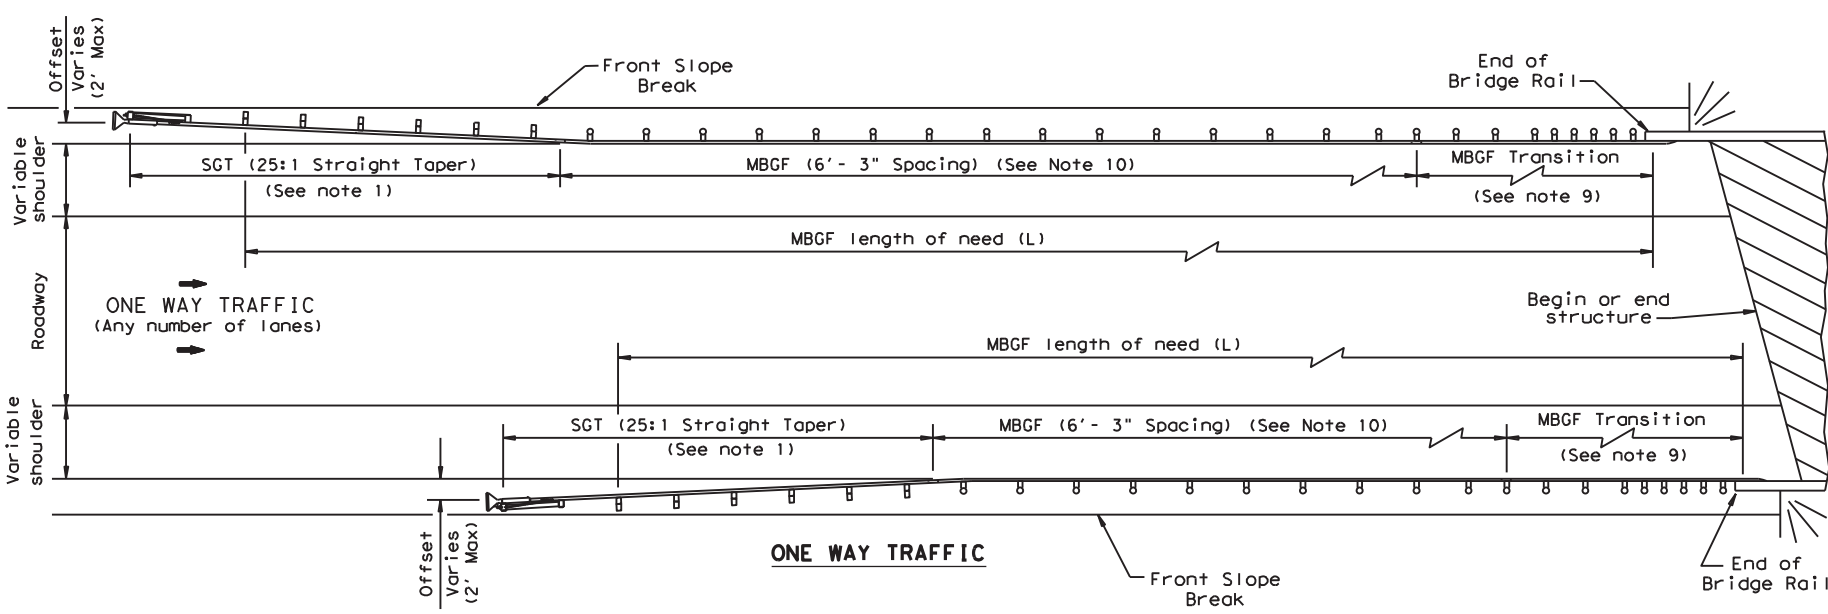 Offset
Varies
(2' Max)
Front Slope
Break
End of
Bridge Rail
Variable
shoulder
SGT (25:1 Straight Taper)
(See note 1)
MBGF (6'- 3" Spacing) (See Note 10)
MBGF Transition
(See note 9)
MBGF length of need (L)
Roadway
ONE WAY TRAFFIC
(Any number of lanes)
Begin or end
structure
MBGF length of need (L)
Variable
shoulder
SGT (25:1 Straight Taper)
(See note 1)
MBGF (6'- 3" Spacing) (See Note 10)
MBGF Transition
(See note 9)
Offset
Varies
(2' Max)
ONE WAY TRAFFIC
Front Slope
Break
End of
Bridge Rail